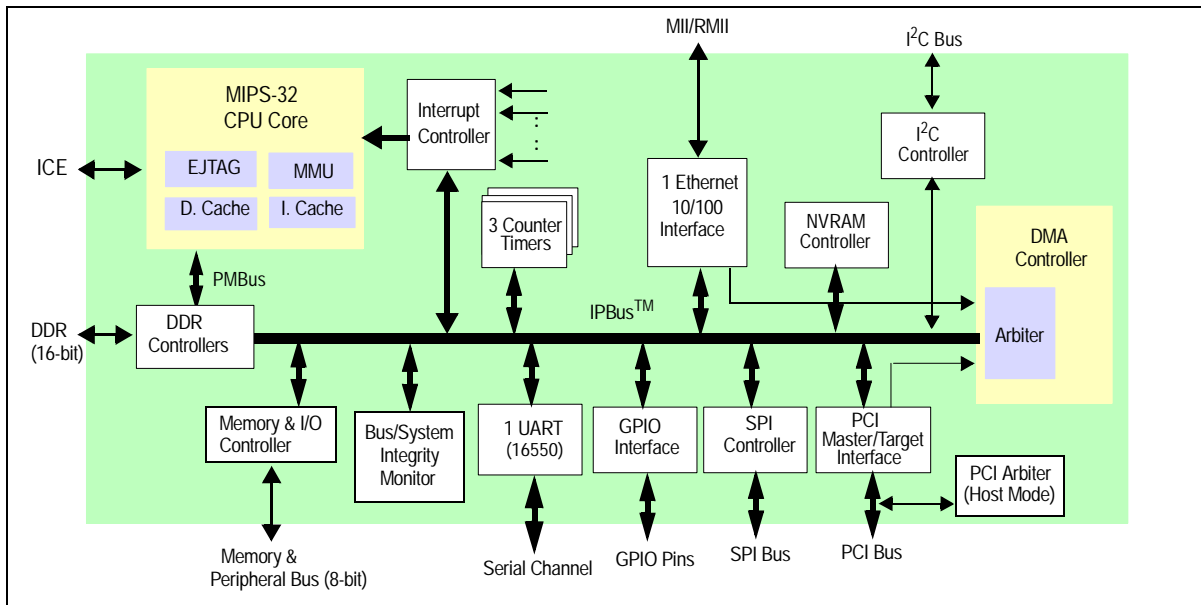 MII/RMII
I²C Bus
MIPS-32
CPU Core
EJTAG
MMU
D. Cache
I. Cache
ICE
Interrupt
Controller
I²C
Controller
3 Counter
Timers
1 Ethernet
10/100
Interface
NVRAM
Controller
DMA
Controller
Arbiter
PMBus
DDR
(16-bit)
DDR
Controllers
IPBus™
Memory & I/O
Controller
Bus/System
Integrity
Monitor
1 UART
(16550)
GPIO
Interface
SPI
Controller
PCI
Master/Target
Interface
PCI Arbiter
(Host Mode)
Memory &
Peripheral Bus (8-bit)
Serial Channel
GPIO Pins
SPI Bus
PCI Bus